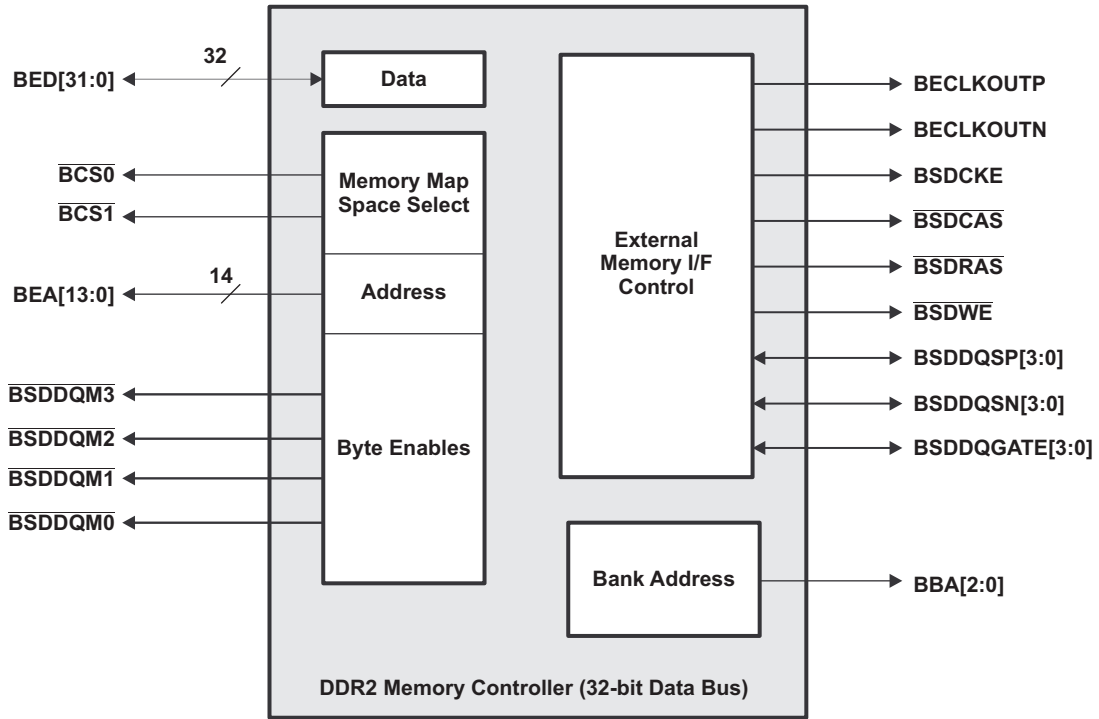 BED[31:0]
32
Data
BCS0
BCS1
Memory Map
Space Select
BEA[13:0]
14
Address
BSDDQM3
BSDDQM2
BSDDQM1
BSDDQM0
Byte Enables
External
Memory I/F
Control
BECLKOUTP
BECLKOUTN
BSDCKE
BSDCAS
BSDRAS
BSDWE
BSDDQSP[3:0]
BSDDQSN[3:0]
BSDDQGATE[3:0]
Bank Address
BBA[2:0]
DDR2 Memory Controller (32-bit Data Bus)